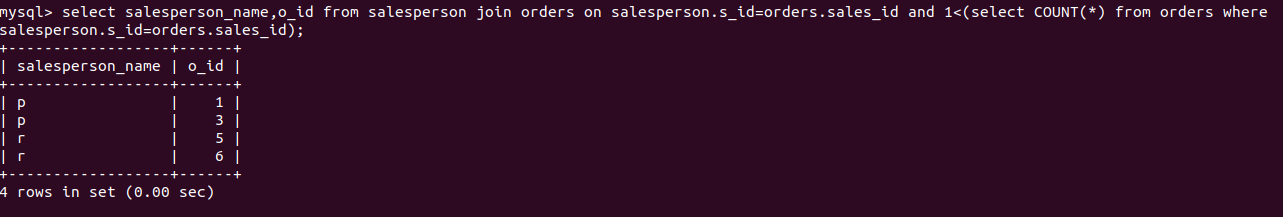 mysql> select salesperson_name,o_id from salesperson join orders on salesperson.s_id=orders.sales_id and 1<(select COUNT(*) from orders where
salesperson.s_id=orders.sales_id);
+------------------+------+
| salesperson_name | o_id |
+------------------+------+
| p                |    1 |
| p                |    3 |
| r                |    5 |
| r                |    6 |
+------------------+------+
4 rows in set (0.00 sec)